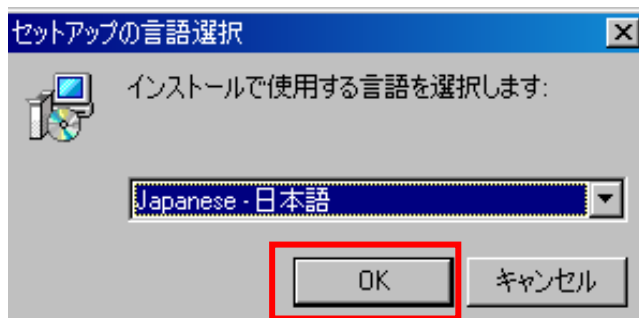 セットアップの言語選択
インストールで使用する言語を選択します:
Japanese - 日本語
OK
キャンセル